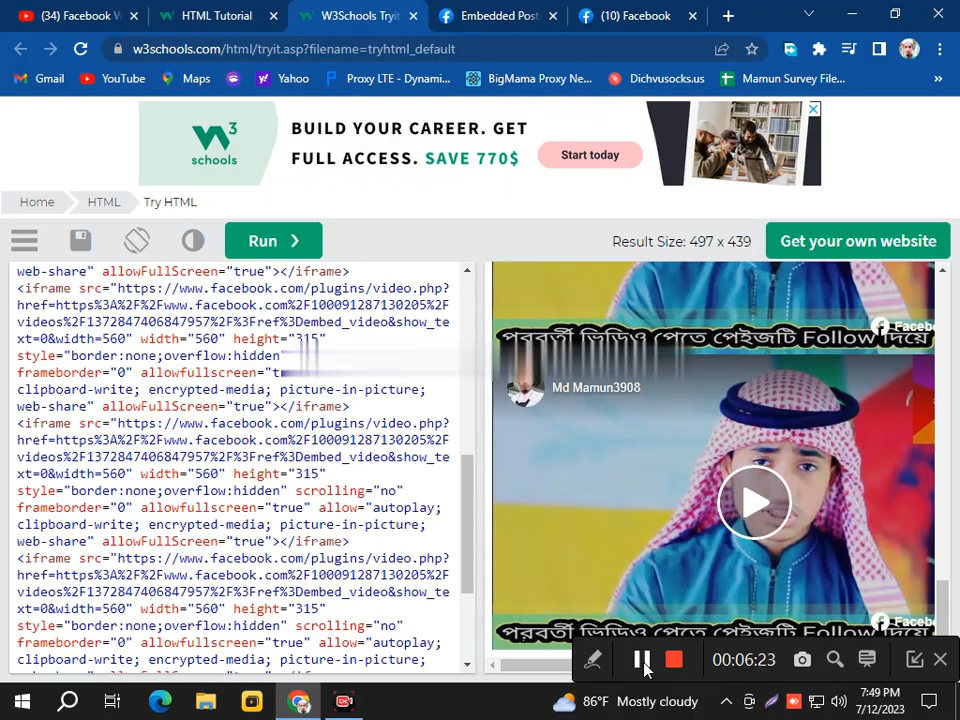 (34) Facebook W
HTML Tutorial
W3Schools Tryit
Embedded Post
(10) Facebook
w3schools.com/html/tryit.asp?filename=tryhtml_default
Gmail
YouTube
Maps
Yahoo
Proxy LTE - Dynami...
BigMama Proxy Ne...
Dichvusocks.us
Mamun Survey File...
»
W3
schools
BUILD YOUR CAREER. GET
FULL ACCESS. SAVE 770$
Start today
Home
HTML
Try HTML
Run ❯
Result Size: 497 x 439
Get your own website
web-share" allowFullScreen="true"></iframe>
<iframe src="https://www.facebook.com/plugins/video.php?
href=https%3A%2F%2Fwww.facebook.com%2F100091287130205%2F
videos%2F1372847406847957%2F%3Fref%3Dembed_video&show_te
xt=0&width=560" width="560" height="315"
style="border:none;overflow:hidden
frameborder="0" allowfullscreen="t
clipboard-write; encrypted-media; picture-in-picture;
web-share" allowFullScreen="true"></iframe>
<iframe src="https://www.facebook.com/plugins/video.php?
href=https%3A%2F%2Fwww.facebook.com%2F100091287130205%2F
videos%2F1372847406847957%2F%3Fref%3Dembed_video&show_te
xt=0&width=560" width="560" height="315"
style="border:none;overflow:hidden" scrolling="no"
frameborder="0" allowfullscreen="true" allow="autoplay;
clipboard-write; encrypted-media; picture-in-picture;
web-share" allowFullScreen="true"></iframe>
<iframe src="https://www.facebook.com/plugins/video.php?
href=https%3A%2F%2Fwww.facebook.com%2F100091287130205%2F
videos%2F1372847406847957%2F%3Fref%3Dembed_video&show_te
xt=0&width=560" width="560" height="315"
style="border:none;overflow:hidden" scrolling="no"
frameborder="0" allowfullscreen="true" allow="autoplay;
clipboard-write; encrypted-media; picture-in-picture;
Faceb
পরবর্তী ভিডিও পেতে পেইজটি Follow দিয়ে
Md Mamun3908
Faceb
পরবর্তী ভিডিও পেতে পেইজটি Follow দিয়ে
00:06:23
86°F Mostly cloudy
7:49 PM
7/12/2023